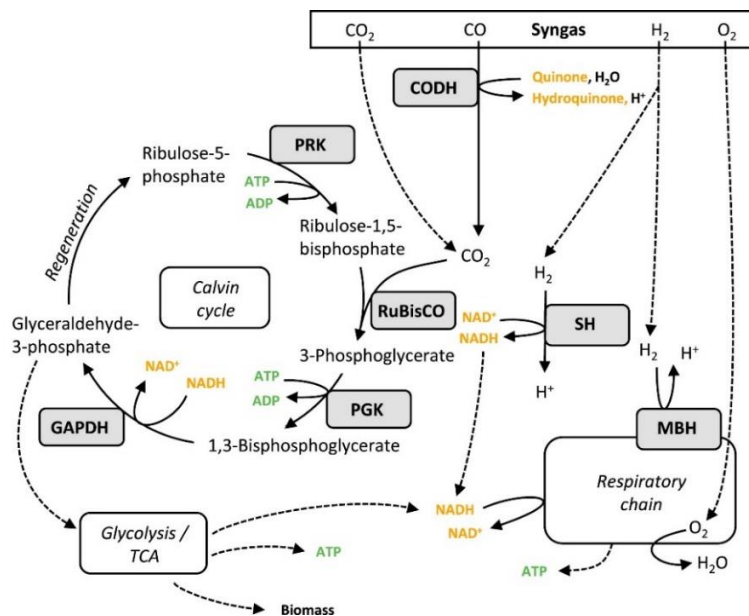 CO₂ CO Syngas H₂ O₂
CODH
Quinone, H₂O
Hydroquinone, H⁺
PRK
Ribulose-5-
phosphate
ATP
ADP
Regeneration
Ribulose-1,5-
bisphosphate
CO₂
H₂
Calvin
cycle
RuBisCO
NAD⁺
NADH
SH
Glyceraldehyde-
3-phosphate
3-Phosphoglycerate
NAD⁺
NADH
ATP
ADP
PGK
H⁺
H₂
H⁺
GAPDH
1,3-Bisphosphoglycerate
MBH
Respiratory
chain
NADH
NAD⁺
O₂
H₂O
Glycolysis /
TCA
ATP
ATP
Biomass